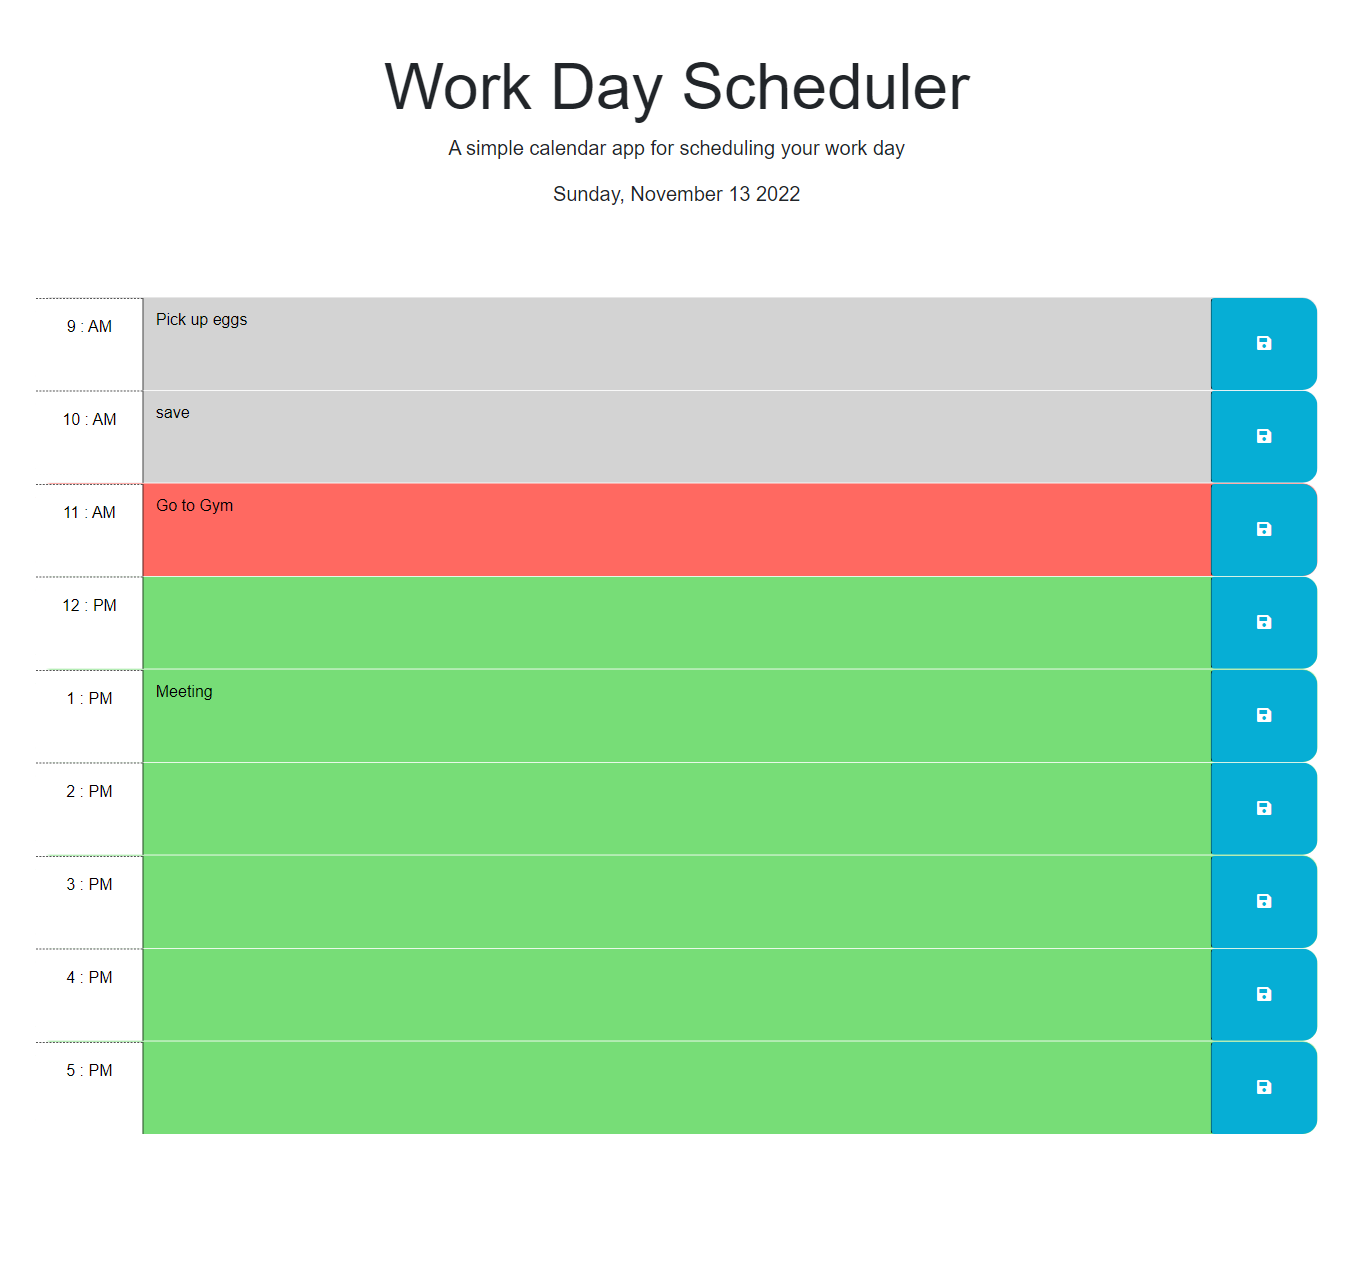 Work Day Scheduler
A simple calendar app for scheduling your work day
Sunday, November 13 2022
9 : AM Pick up eggs
10 : AM save
11 : AM Go to Gym
12 : PM
1 : PM Meeting
2 : PM
3 : PM
4 : PM
5 : PM